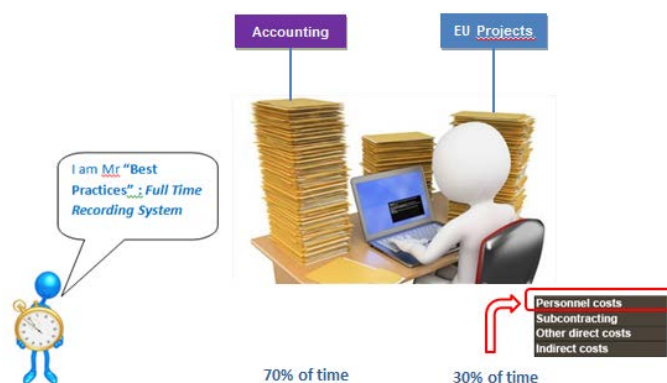 Accounting
EU Projects
I am Mr "Best
Practices" : Full Time
Recording System
Personnel costs
Subcontracting
Other direct costs
Indirect costs
70% of time
30% of time